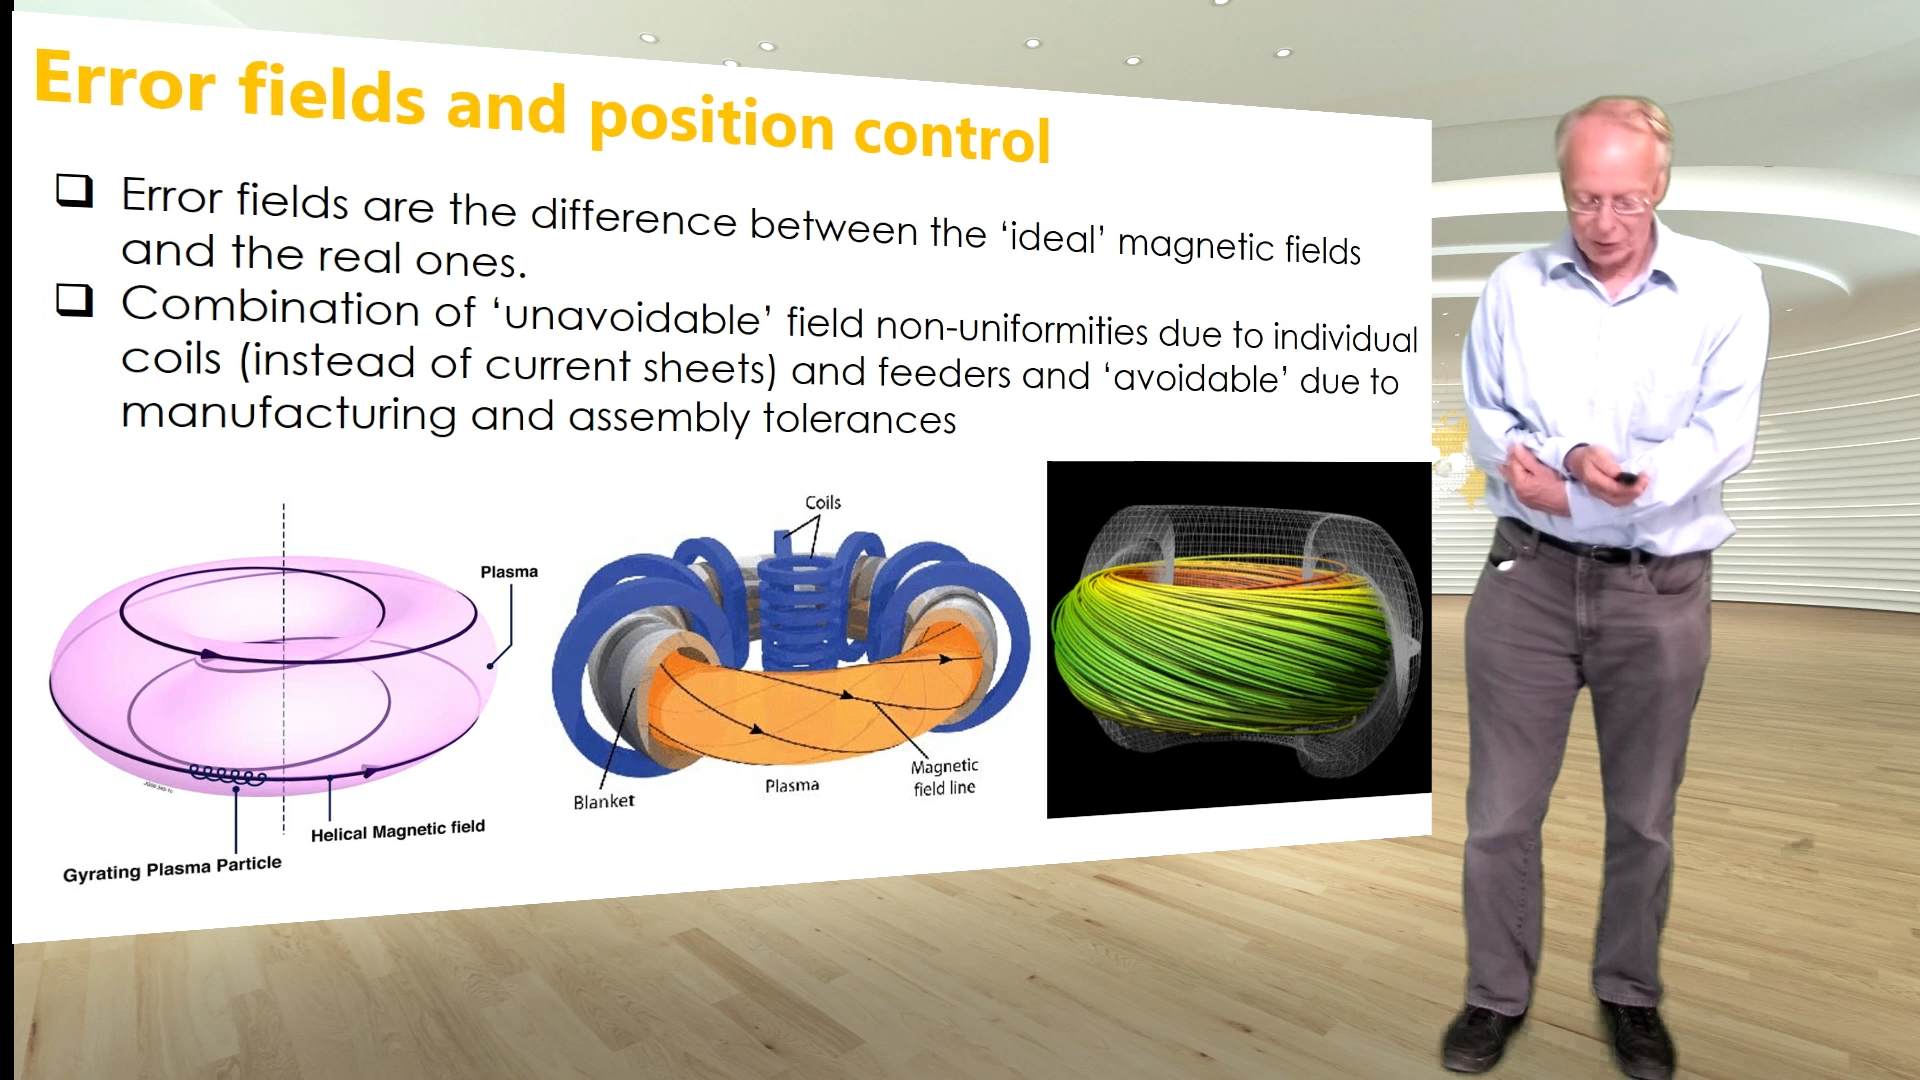 Error fields and position control
❑ Error fields are the difference between the ‘ideal’ magnetic fields
and the real ones.
❑ Combination of ‘unavoidable’ field non-uniformities due to individual
coils (instead of current sheets) and feeders and ‘avoidable’ due to
manufacturing and assembly tolerances
Plasma
Helical Magnetic field
Gyrating Plasma Particle
Coils
Blanket
Plasma
Magnetic
field line